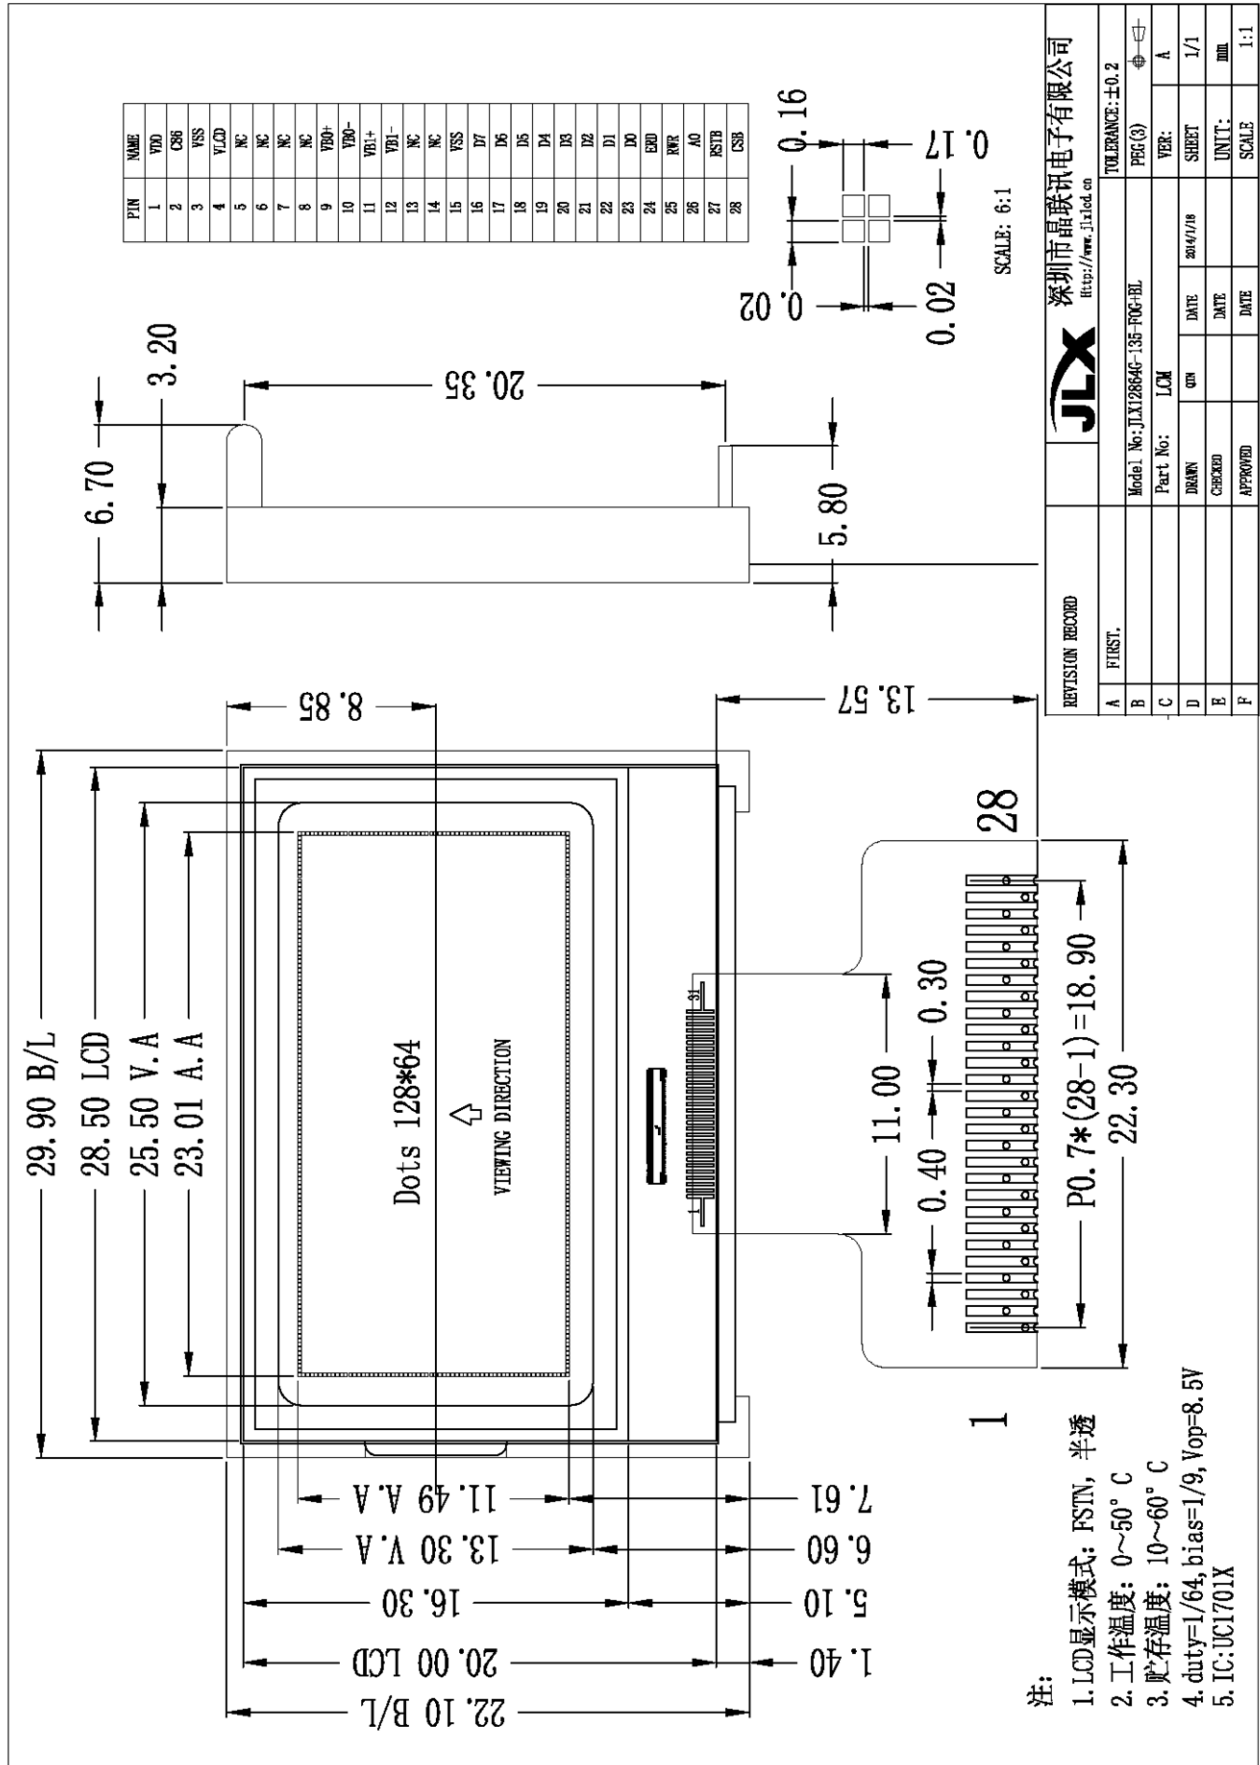 29.90 B/L
28.50 LCD
25.50 V.A
23.01 A.A
22.10 B/L
20.00 LCD
16.30
13.30 V.A
11.49 A.A
1.40
5.10
6.60
7.61
8.85
13.57
Dots 128*64
VIEWING DIRECTION
1
31
11.00
0.40
0.30
1
28
P0.7*(28-1)=18.90
22.30
6.70
3.20
20.35
5.80
PIN NAME
1 VDD
2 C86
3 VSS
4 VLCD
5 NC
6 NC
7 NC
8 NC
9 VB0+
10 VB0-
11 VB1+
12 VB1-
13 NC
14 NC
15 VSS
16 D7
17 D6
18 D5
19 D4
20 D3
21 D2
22 D1
23 D0
24 ERD
25 RWR
26 A0
27 RSTB
28 CSB
0.16
0.17
0.02
0.02
SCALE: 6:1
注:
1.LCD显示模式: FSTN, 半透
2.工作温度: 0~50°C
3.贮存温度: 10~60°C
4.duty=1/64,bias=1/9,Vop=8.5V
5.IC:UC1701X
REVISION RECORD
A FIRST.
B
C
D
E
F
JLX 深圳市晶联讯电子有限公司
Http://www.jlxlcd.cn
TOLERANCE:±0.2
Model No:JLX12864G-135-FOG+BL PEG(3)
Part No: LCM VER: A
DRAWN QIN DATE 2014/1/18 SHEET 1/1
CHECKED DATE UNIT: mm
APPROVED DATE SCALE 1:1